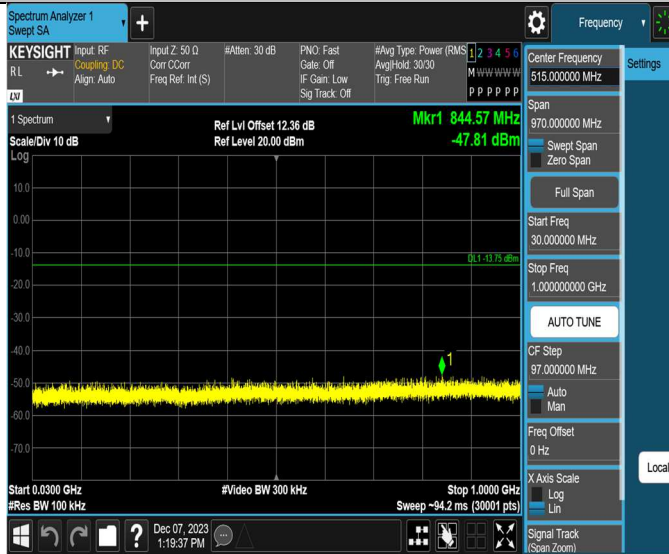 Spectrum Analyzer 1
Swept SA
+
Frequency
KEYSIGHT
RL
LXI
Input: RF
Coupling: DC
Align: Auto
Input Z: 50 Ω
Corr CCorr
Freq Ref: Int (S)
#Atten: 30 dB
PNO: Fast
Gate: Off
IF Gain: Low
Sig Track: Off
#Avg Type: Power (RMS
Avg|Hold: 30/30
Trig: Free Run
1 2 3 4 5 6
M W W W W W
P P P P P P
1 Spectrum
Scale/Div 10 dB
Log
Ref Lvl Offset 12.36 dB
Ref Level 20.00 dBm
Mkr1 844.57 MHz
-47.81 dBm
10.0
0.00
-10.0
DL1 -13.75 dBm
-20.0
-30.0
-40.0
1
-50.0
-60.0
-70.0
Start 0.0300 GHz
#Res BW 100 kHz
#Video BW 300 kHz
Stop 1.0000 GHz
Sweep ~94.2 ms (30001 pts)
?
Dec 07, 2023
1:19:37 PM
Center Frequency
515.000000 MHz
Settings
Span
970.000000 MHz
Swept Span
Zero Span
Full Span
Start Freq
30.000000 MHz
Stop Freq
1.000000000 GHz
AUTO TUNE
CF Step
97.000000 MHz
Auto
Man
Freq Offset
0 Hz
Local
X Axis Scale
Log
Lin
Signal Track
(Span Zoom)